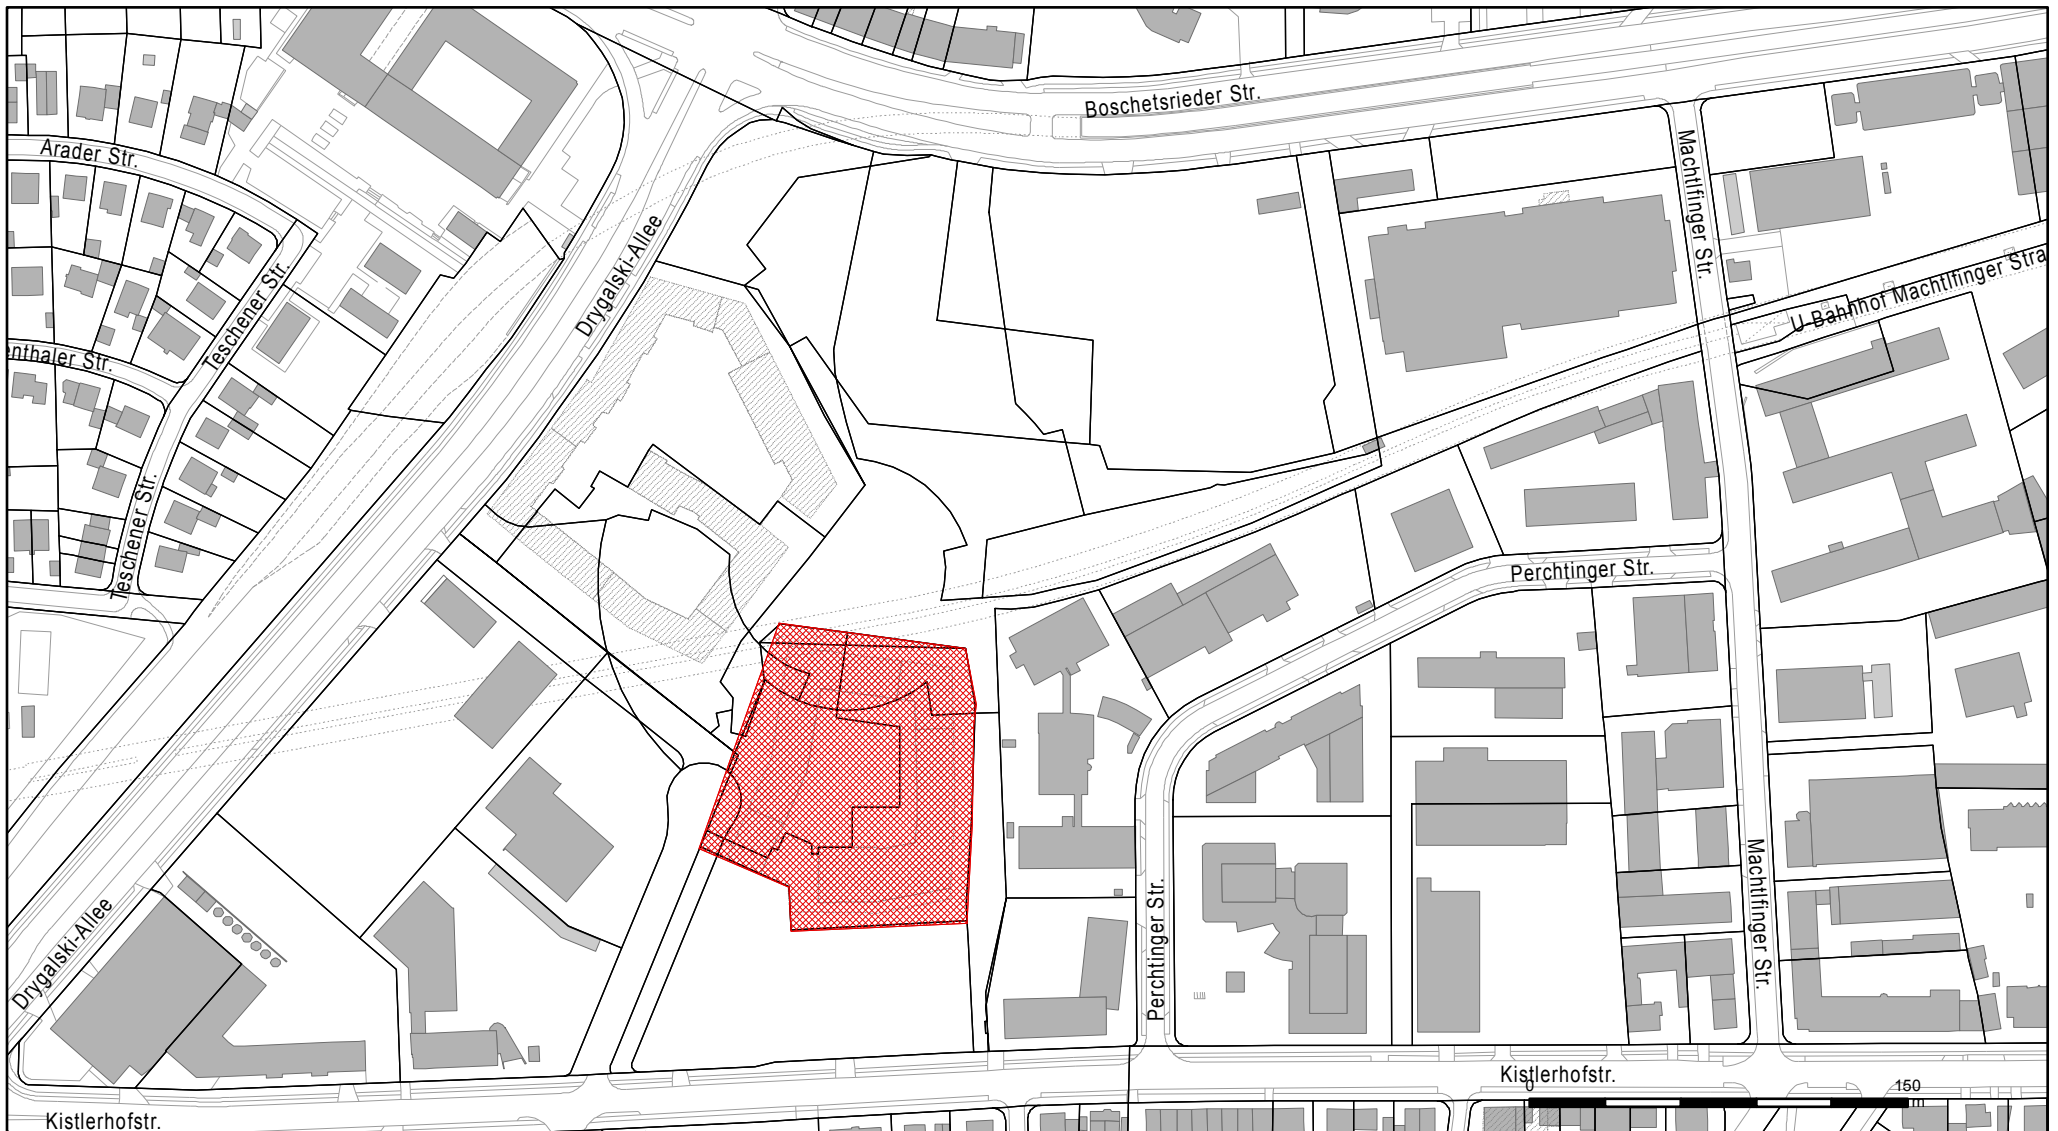 Boschetsrieder Str.
Arader Str.
Machtlfinger Str.
Drygalski-Allee
Teschener Str.
U-Bahnhof Machtlfinger Stra
enthaler Str.
Teschener Str.
Perchtinger Str.
Perchtinger Str.
Machtlfinger Str.
Drygalski-Allee
Kistlerhofstr.
0
150
m
Kistlerhofstr.